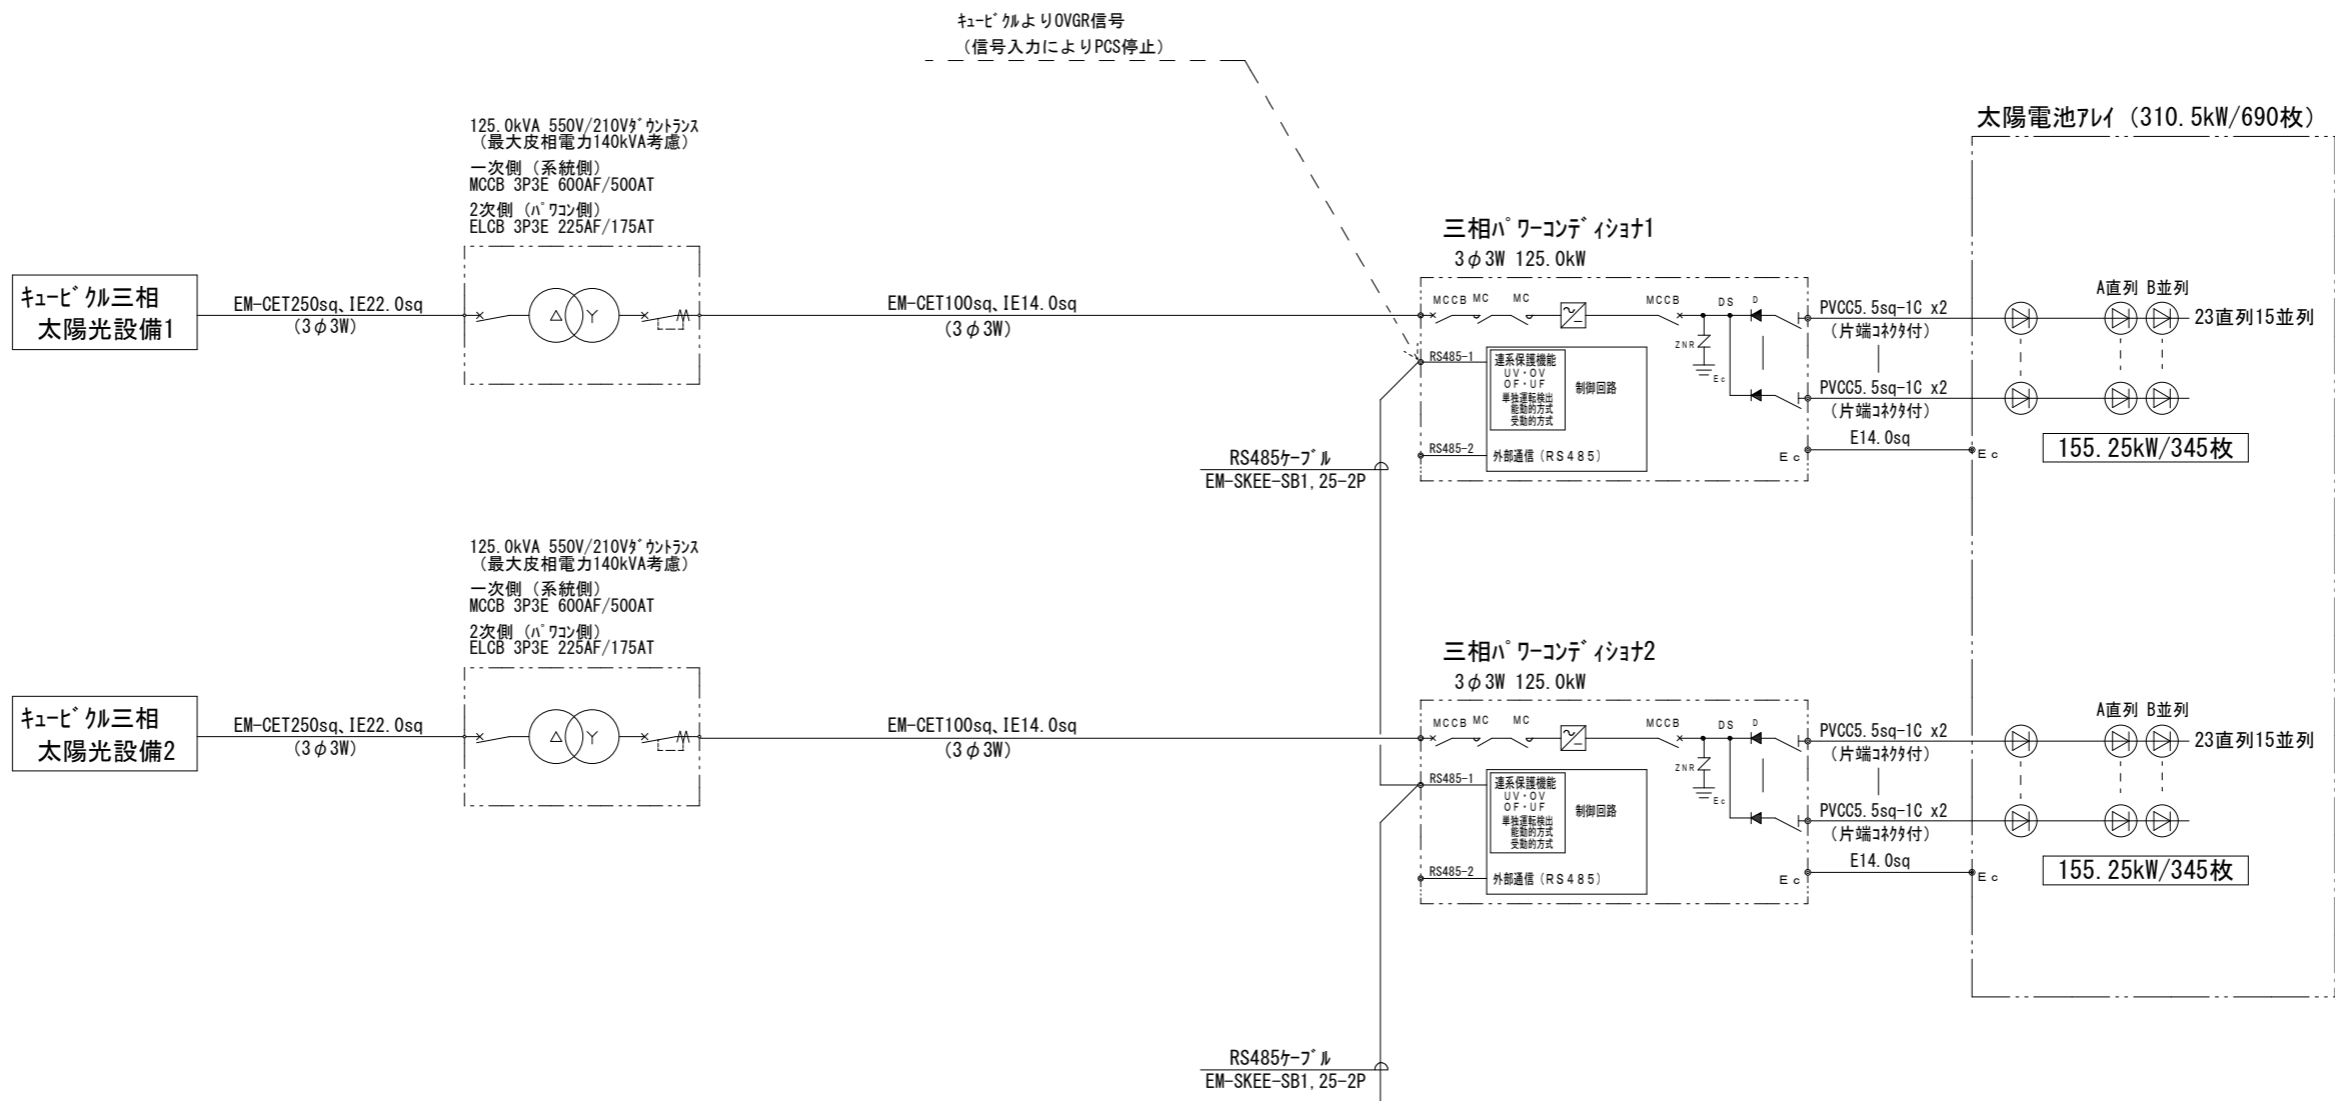 キュービクルよりOVGR信号
（信号入力によりPCS停止）
太陽電池アレイ（310.5kW/690枚）
125.0kVA 550V/210Vダウントランス
（最大皮相電力140kVA考慮）
一次側（系統側）
MCCB 3P3E 600AF/500AT
2次側（パワコン側）
ELCB 3P3E 225AF/175AT
キュービクル三相
太陽光設備1
EM-CET250sq、IE22.0sq
（3φ3W）
△ Y
EM-CET100sq、IE14.0sq
（3φ3W）
三相パワーコンディショナ1
3φ3W 125.0kW
MCCB MC MC MCCB DS D
ZNR
Ec
RS485-1
連系保護機能
UV・OV
OF・UF
単独運転検出
能動的方式
受動的方式
制御回路
RS485-2
外部通信（RS485）
PVCC5.5sq-1C x2
（片端コネクタ付）
PVCC5.5sq-1C x2
（片端コネクタ付）
E14.0sq
Ec
Ec
A直列 B並列
23直列15並列
155.25kW/345枚
RS485ケーブル
EM-SKEE-SB1,25-2P
125.0kVA 550V/210Vダウントランス
（最大皮相電力140kVA考慮）
一次側（系統側）
MCCB 3P3E 600AF/500AT
2次側（パワコン側）
ELCB 3P3E 225AF/175AT
キュービクル三相
太陽光設備2
EM-CET250sq、IE22.0sq
（3φ3W）
△ Y
EM-CET100sq、IE14.0sq
（3φ3W）
三相パワーコンディショナ2
3φ3W 125.0kW
MCCB MC MC MCCB DS D
ZNR
Ec
RS485-1
連系保護機能
UV・OV
OF・UF
単独運転検出
能動的方式
受動的方式
制御回路
RS485-2
外部通信（RS485）
PVCC5.5sq-1C x2
（片端コネクタ付）
PVCC5.5sq-1C x2
（片端コネクタ付）
E14.0sq
Ec
Ec
A直列 B並列
23直列15並列
155.25kW/345枚
RS485ケーブル
EM-SKEE-SB1,25-2P